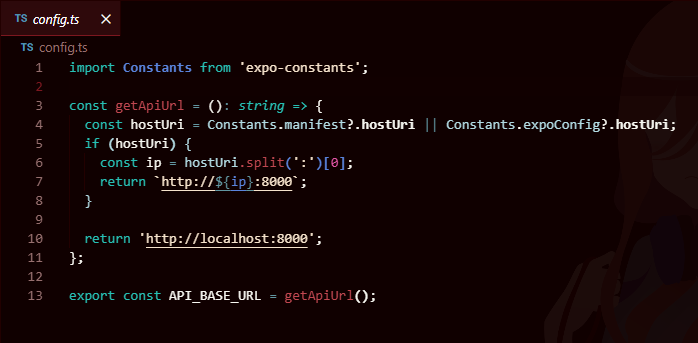 TS config.ts ×
TS config.ts
1 import Constants from 'expo-constants';
2
3 const getApiUrl = (): string => {
4 const hostUri = Constants.manifest?.hostUri || Constants.expoConfig?.hostUri;
5 if (hostUri) {
6 const ip = hostUri.split(':')[0];
7 return `http://${ip}:8000`;
8 }
9
10 return 'http://localhost:8000';
11 };
12
13 export const API_BASE_URL = getApiUrl();